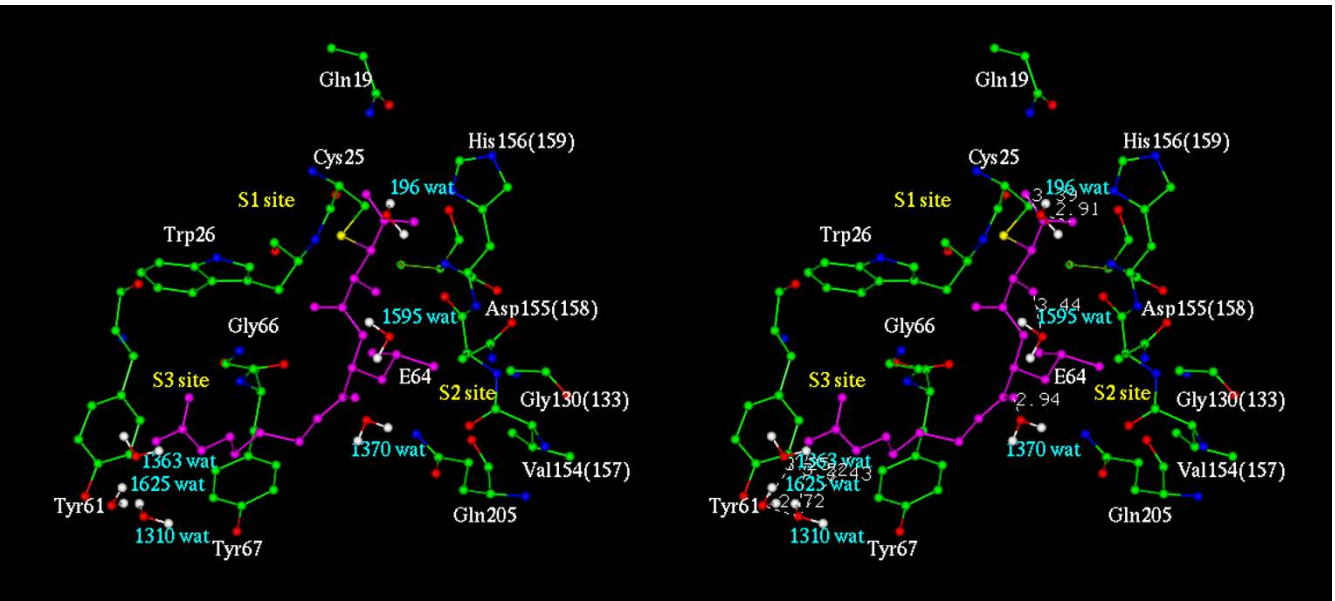 Gln19
His156(159)
Cys25
196 wat
S1 site
Trp26
Asp155(158)
1595 wat
Gly66
E64
S3 site
S2 site
Gly130(133)
1370 wat
1363 wat
Val154(157)
1625 wat
Tyr61
Gln205
1310 wat
Tyr67
Gln19
His156(159)
Cys25
196 wat
2.91
S1 site
Trp26
3.44
Asp155(158)
1595 wat
Gly66
E64
S3 site
S2 site
2.94
Gly130(133)
1370 wat
1363 wat
Val154(157)
1625 wat
2.72
Tyr61
Gln205
1310 wat
Tyr67